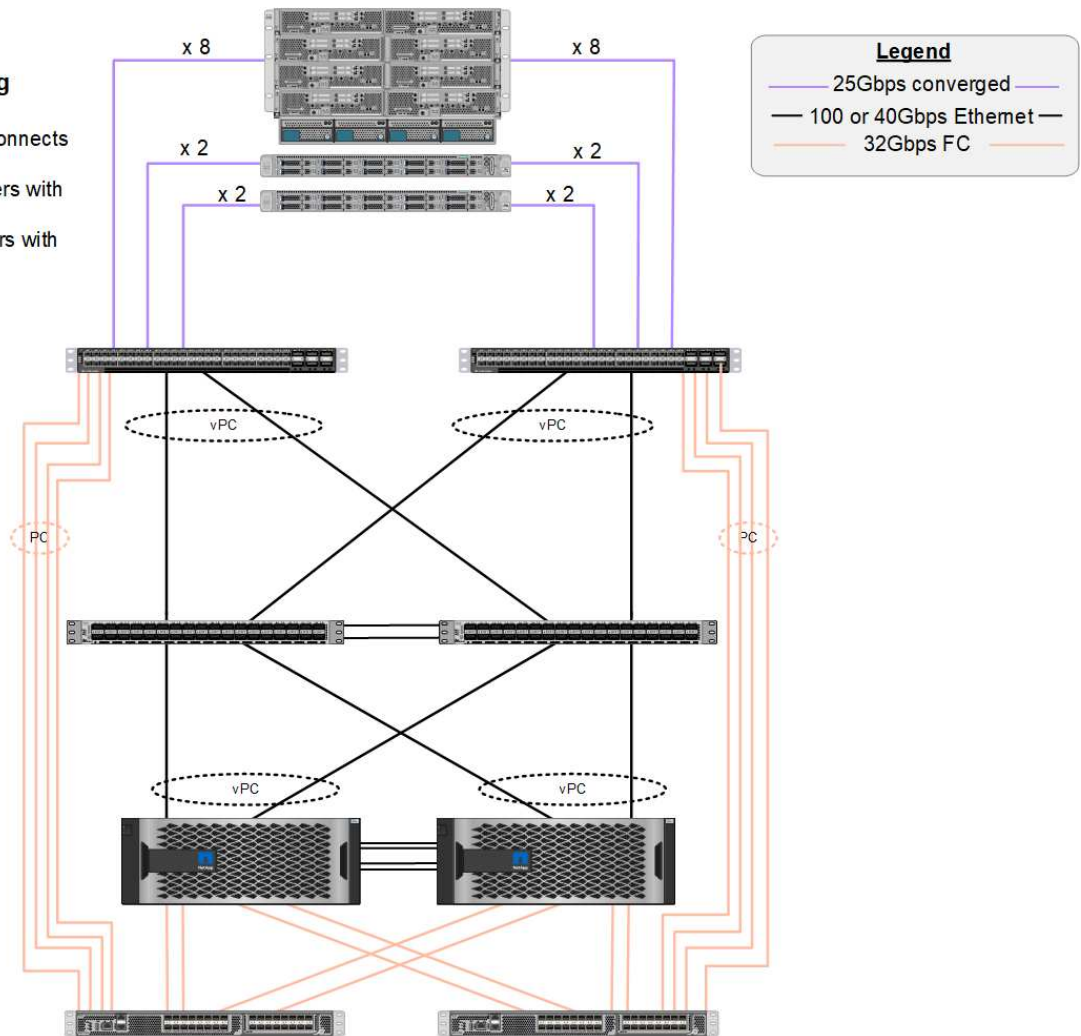 x 8
x 8
g
onnects
x 2
x 2
ers with
x 2
x 2
rs with
Legend
25Gbps converged
100 or 40Gbps Ethernet
32Gbps FC
vPC
vPC
PC
PC
vPC
vPC